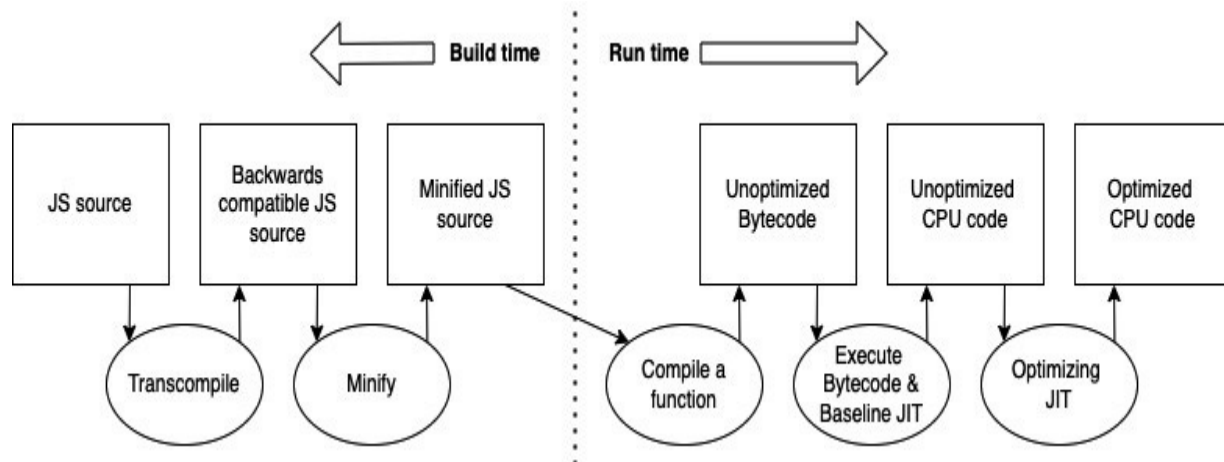 Build time
Run time
JS source
Backwards
compatible JS
source
Minified JS
source
Unoptimized
Bytecode
Unoptimized
CPU code
Optimized
CPU code
Transcompile
Minify
Compile a
function
Execute
Bytecode &
Baseline JIT
Optimizing
JIT